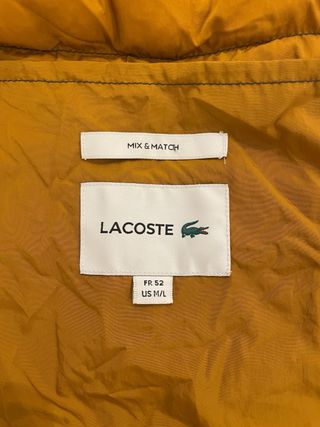 MIX & MATCH
LACOSTE
FR 52
US M/L